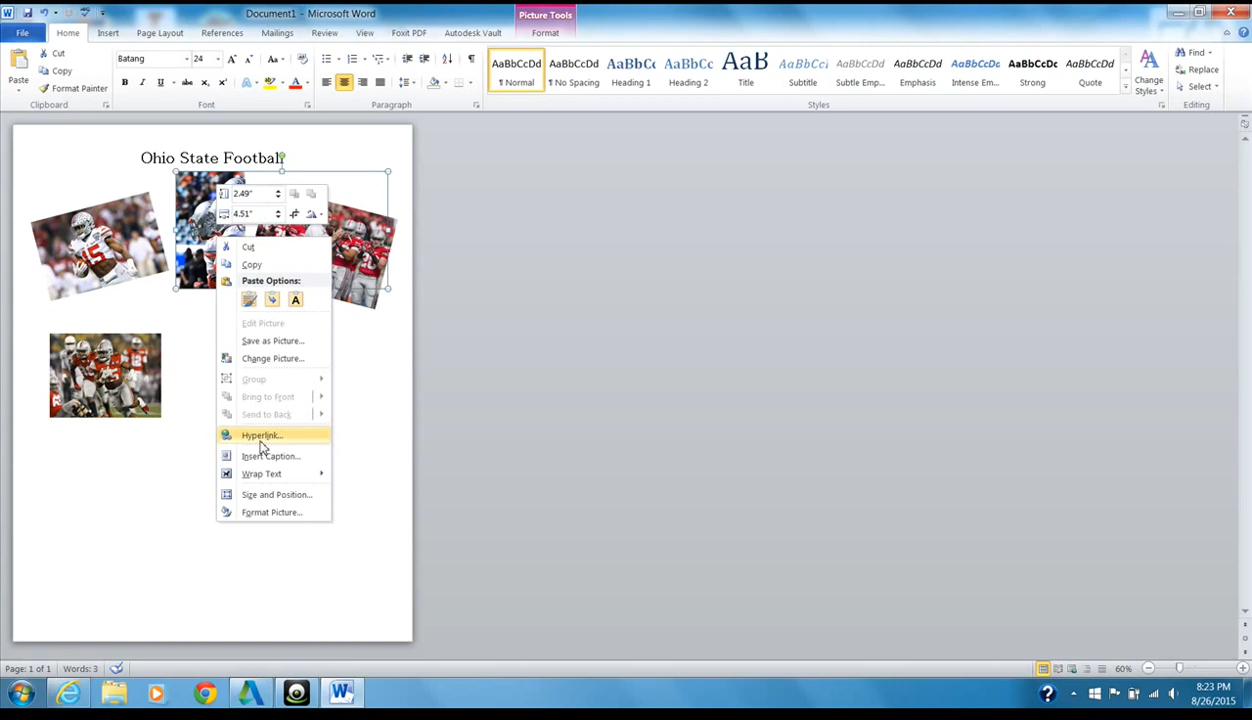 Document1 - Microsoft Word
Picture Tools
File Home Insert Page Layout References Mailings Review View Foxit PDF Autodesk Vault Format
Cut
Copy
Format Painter
Paste
Clipboard
Batang 24
Font
Paragraph
AaBbCcDd AaBbCcDd AaBbCc AaBbCc AaB AaBbCci AaBbCcDd AaBbCcDd AaBbCcDd AaBbCcDd AaBbCcDd
¶ Normal ¶ No Spacing Heading 1 Heading 2 Title Subtitle Subtle Emp... Emphasis Intense Em... Strong Quote
Change Styles
Styles
Find
Replace
Select
Editing
Ohio State Football
2.49"
4.51"
Cut
Copy
Paste Options:
Edit Picture
Save as Picture...
Change Picture...
Group
Bring to Front
Send to Back
Hyperlink...
Insert Caption...
Wrap Text
Size and Position...
Format Picture...
Page: 1 of 1 Words: 3
60%
8:23 PM
8/26/2015